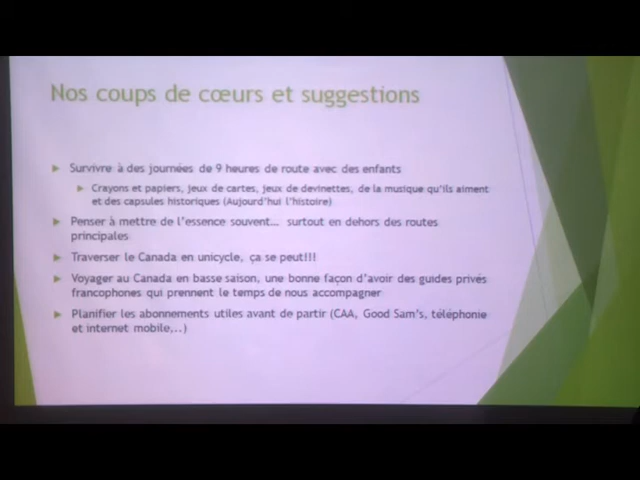 Nos coups de cœurs et suggestions
Survivre à des journées de 9 heures de route avec des enfants
Crayons et papiers, jeux de cartes, jeux de devinettes, de la musique qu'ils aiment
et des capsules historiques (Aujourd'hui l'histoire)
Penser à mettre de l'essence souvent... surtout en dehors des routes
principales
Traverser le Canada en unicycle, ça se peut!!!
Voyager au Canada en basse saison, une bonne façon d'avoir des guides privés
francophones qui prennent le temps de nous accompagner
Planifier les abonnements utiles avant de partir (CAA, Good Sam's, téléphonie
et internet mobile,..)